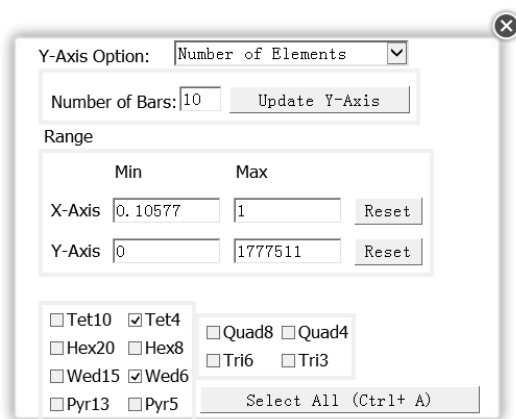 Y-Axis Option: Number of Elements
Number of Bars: 10 Update Y-Axis
Range
Min Max
X-Axis 0.10577 1 Reset
Y-Axis 0 1777511 Reset
Tet10 Tet4
Quad8 Quad4
Hex20 Hex8
Tri6 Tri3
Wed15 Wed6
Select All (Ctrl+ A)
Pyr13 Pyr5